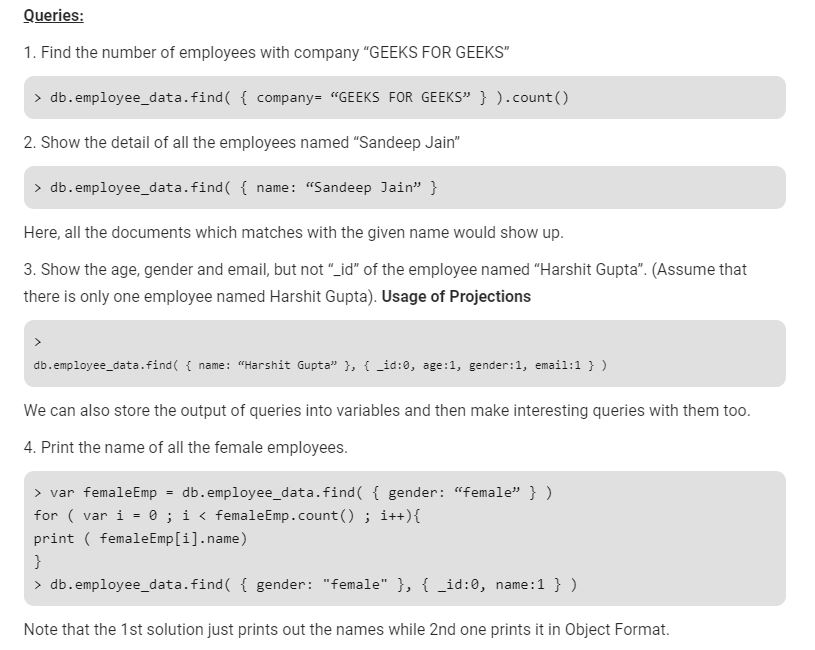 Queries:
1. Find the number of employees with company “GEEKS FOR GEEKS”
> db.employee_data.find( { company= “GEEKS FOR GEEKS” } ).count()
2. Show the detail of all the employees named “Sandeep Jain”
> db.employee_data.find( { name: “Sandeep Jain” }
Here, all the documents which matches with the given name would show up.
3. Show the age, gender and email, but not “_id” of the employee named “Harshit Gupta”. (Assume that
there is only one employee named Harshit Gupta). Usage of Projections
>
db.employee_data.find( { name: “Harshit Gupta” }, { _id:0, age:1, gender:1, email:1 } )
We can also store the output of queries into variables and then make interesting queries with them too.
4. Print the name of all the female employees.
> var femaleEmp = db.employee_data.find( { gender: “female” } )
for ( var i = 0 ; i < femaleEmp.count() ; i++){
print ( femaleEmp[i].name)
}
> db.employee_data.find( { gender: "female" }, { _id:0, name:1 } )
Note that the 1st solution just prints out the names while 2nd one prints it in Object Format.